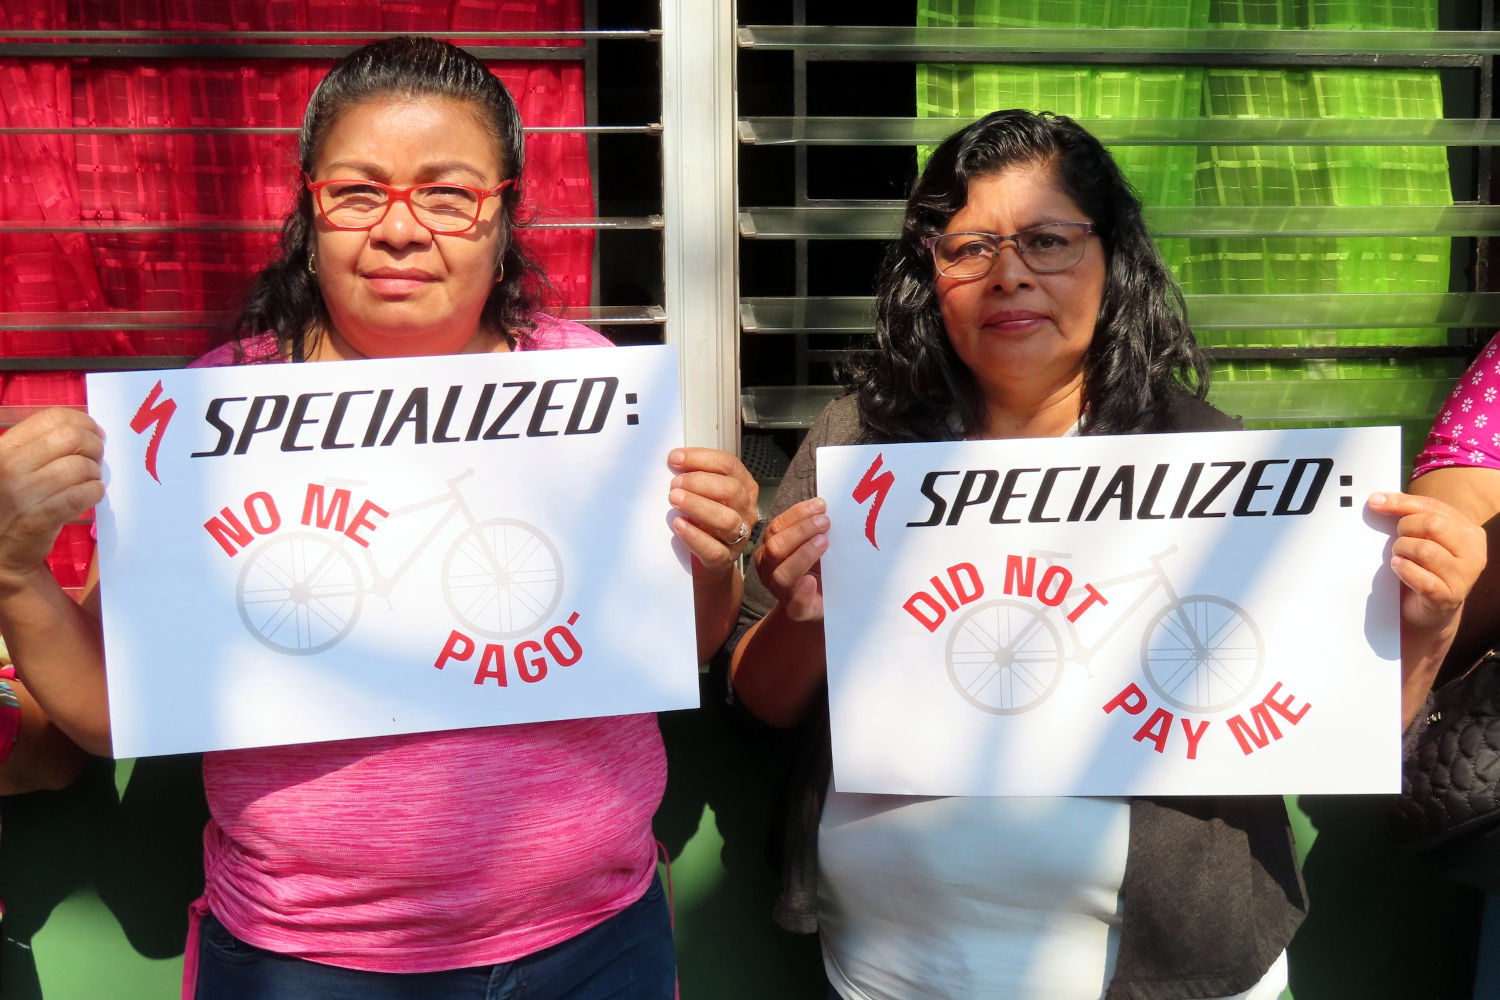 SPECIALIZED:
NO ME
PAGÓ
SPECIALIZED:
DID NOT
PAY ME